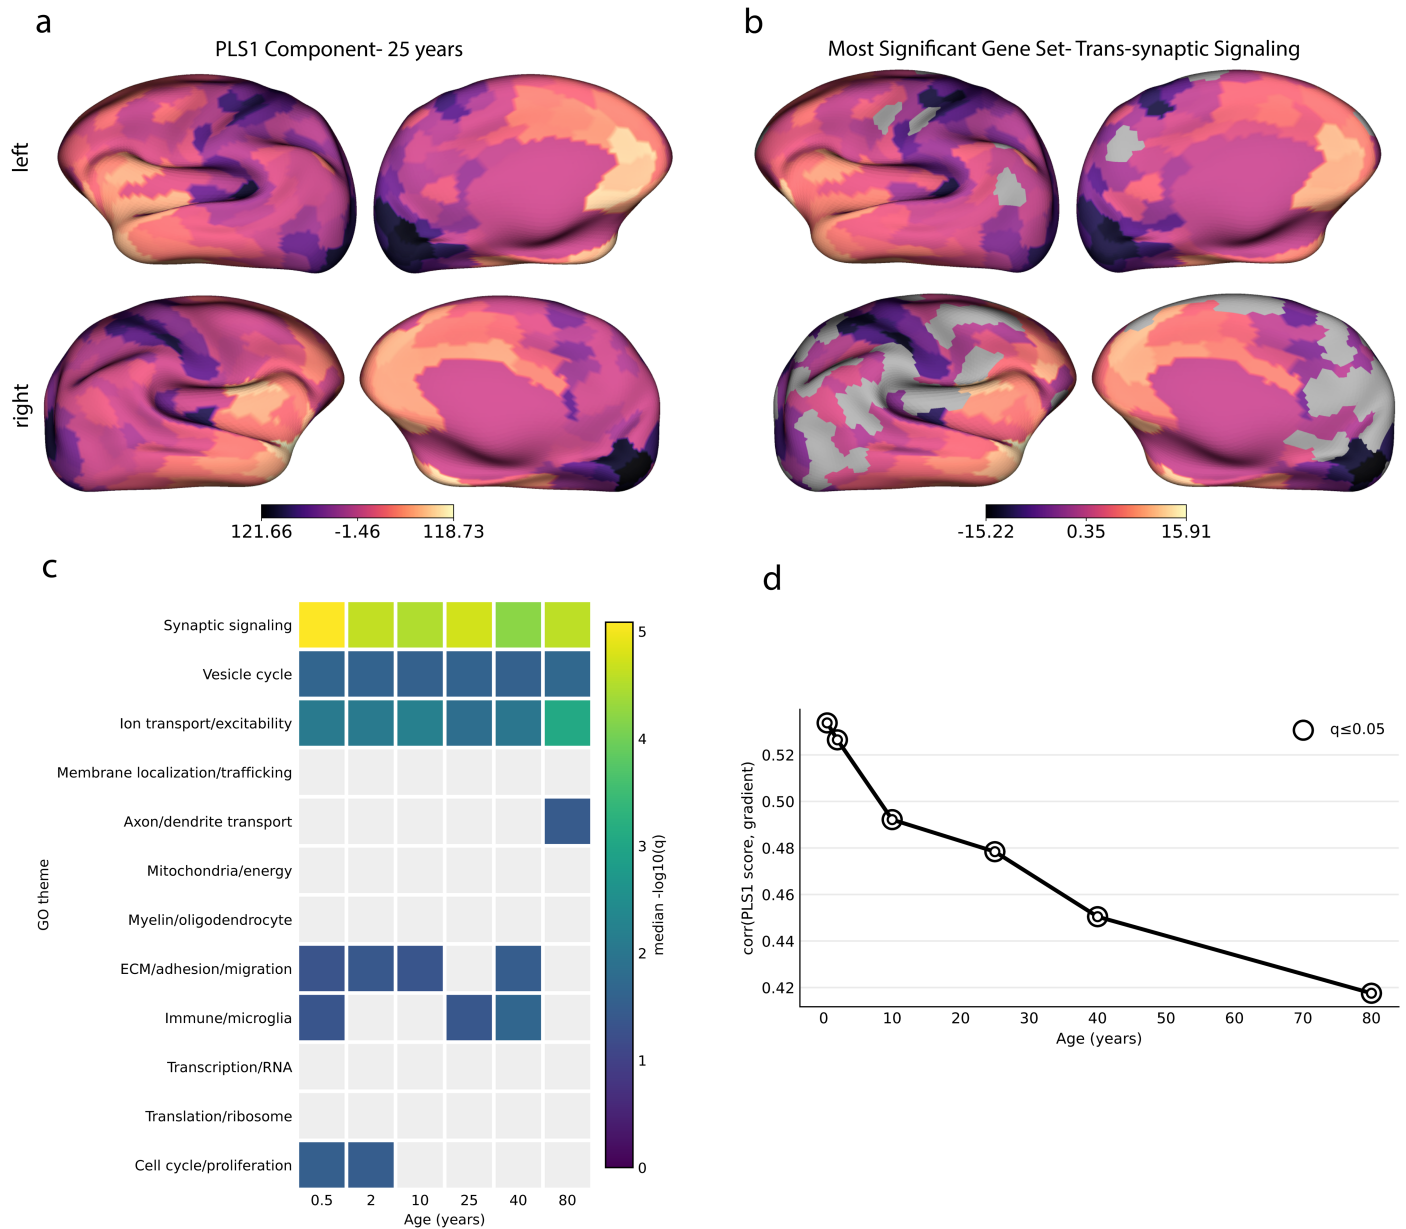 a
PLS1 Component- 25 years
b
Most Significant Gene Set- Trans-synaptic Signaling
left
right
121.66 -1.46 118.73
-15.22 0.35 15.91
c
GO theme
Synaptic signaling
Vesicle cycle
Ion transport/excitability
Membrane localization/trafficking
Axon/dendrite transport
Mitochondria/energy
Myelin/oligodendrocyte
ECM/adhesion/migration
Immune/microglia
Transcription/RNA
Translation/ribosome
Cell cycle/proliferation
0.5 2 10 25 40 80
Age (years)
5
4
3
2
1
0
median -log10(q)
d
corr(PLS1 score, gradient)
0.52
0.50
0.48
0.46
0.44
0.42
q≤0.05
0 10 20 30 40 50 60 70 80
Age (years)